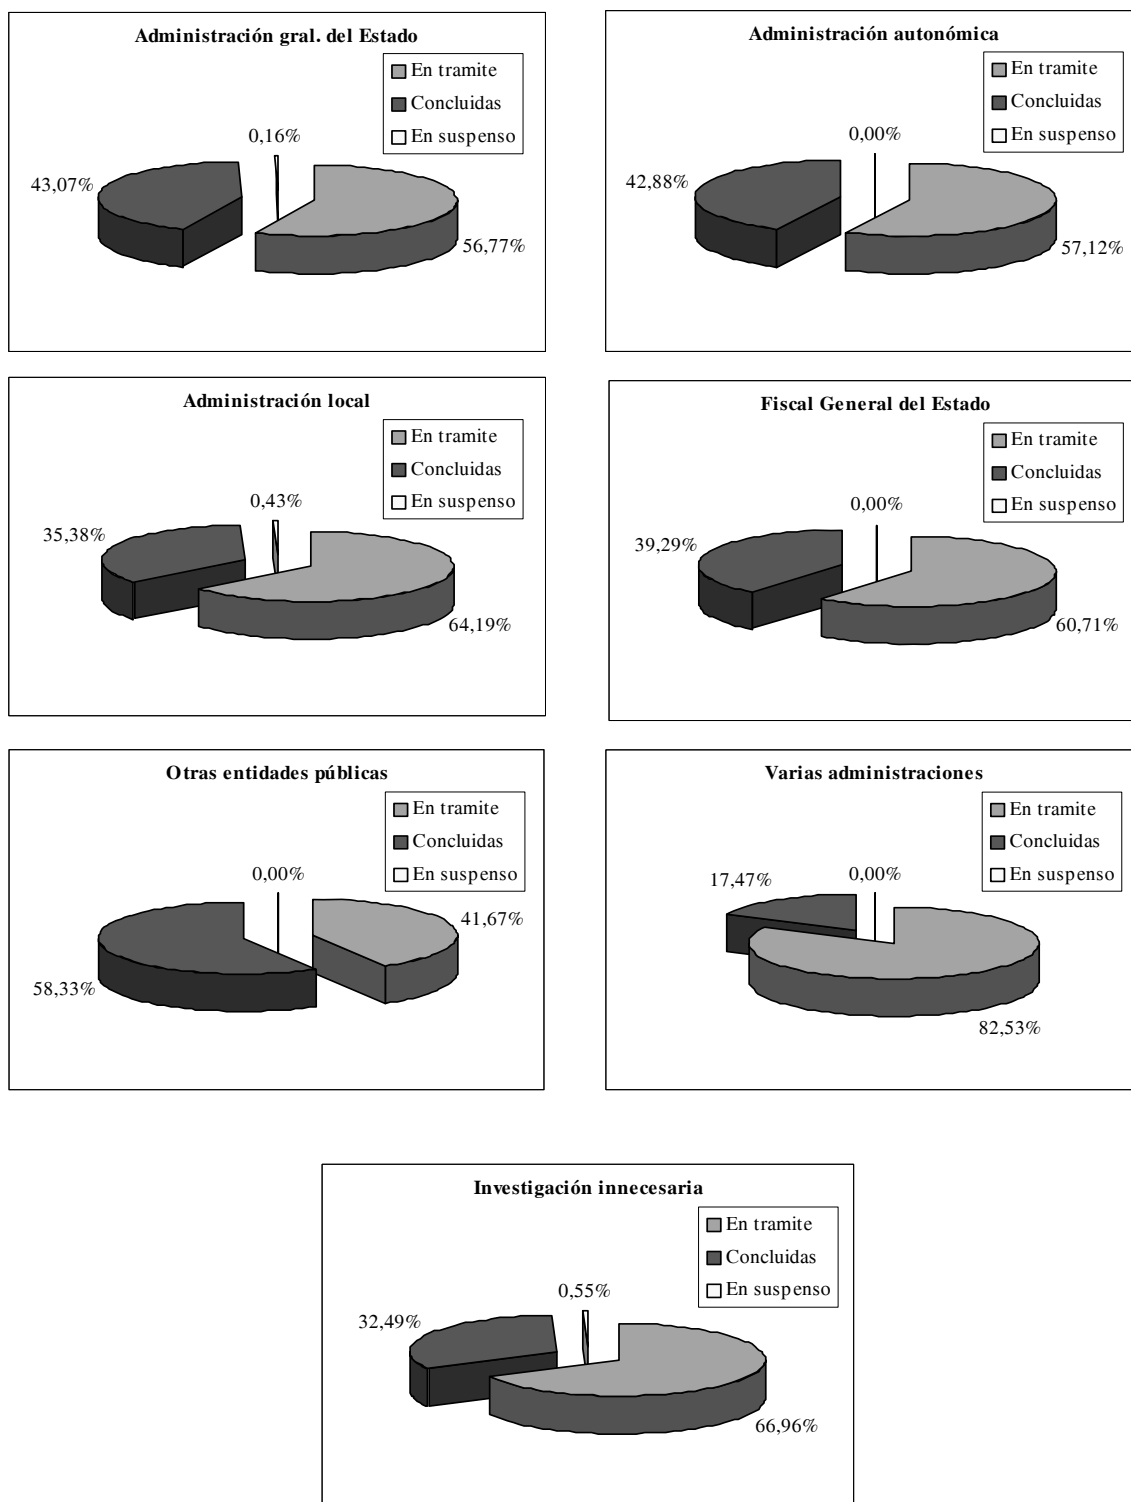 Administración gral. del Estado
En tramite
Concluidas
En suspenso
0,16%
43,07%
56,77%
Administración autonómica
En tramite
Concluidas
En suspenso
0,00%
42,88%
57,12%
Administración local
En tramite
Concluidas
En suspenso
0,43%
35,38%
64,19%
Fiscal General del Estado
En tramite
Concluidas
En suspenso
0,00%
39,29%
60,71%
Otras entidades públicas
En tramite
Concluidas
En suspenso
0,00%
41,67%
58,33%
Varias administraciones
En tramite
Concluidas
En suspenso
0,00%
17,47%
82,53%
Investigación innecesaria
En tramite
Concluidas
En suspenso
0,55%
32,49%
66,96%